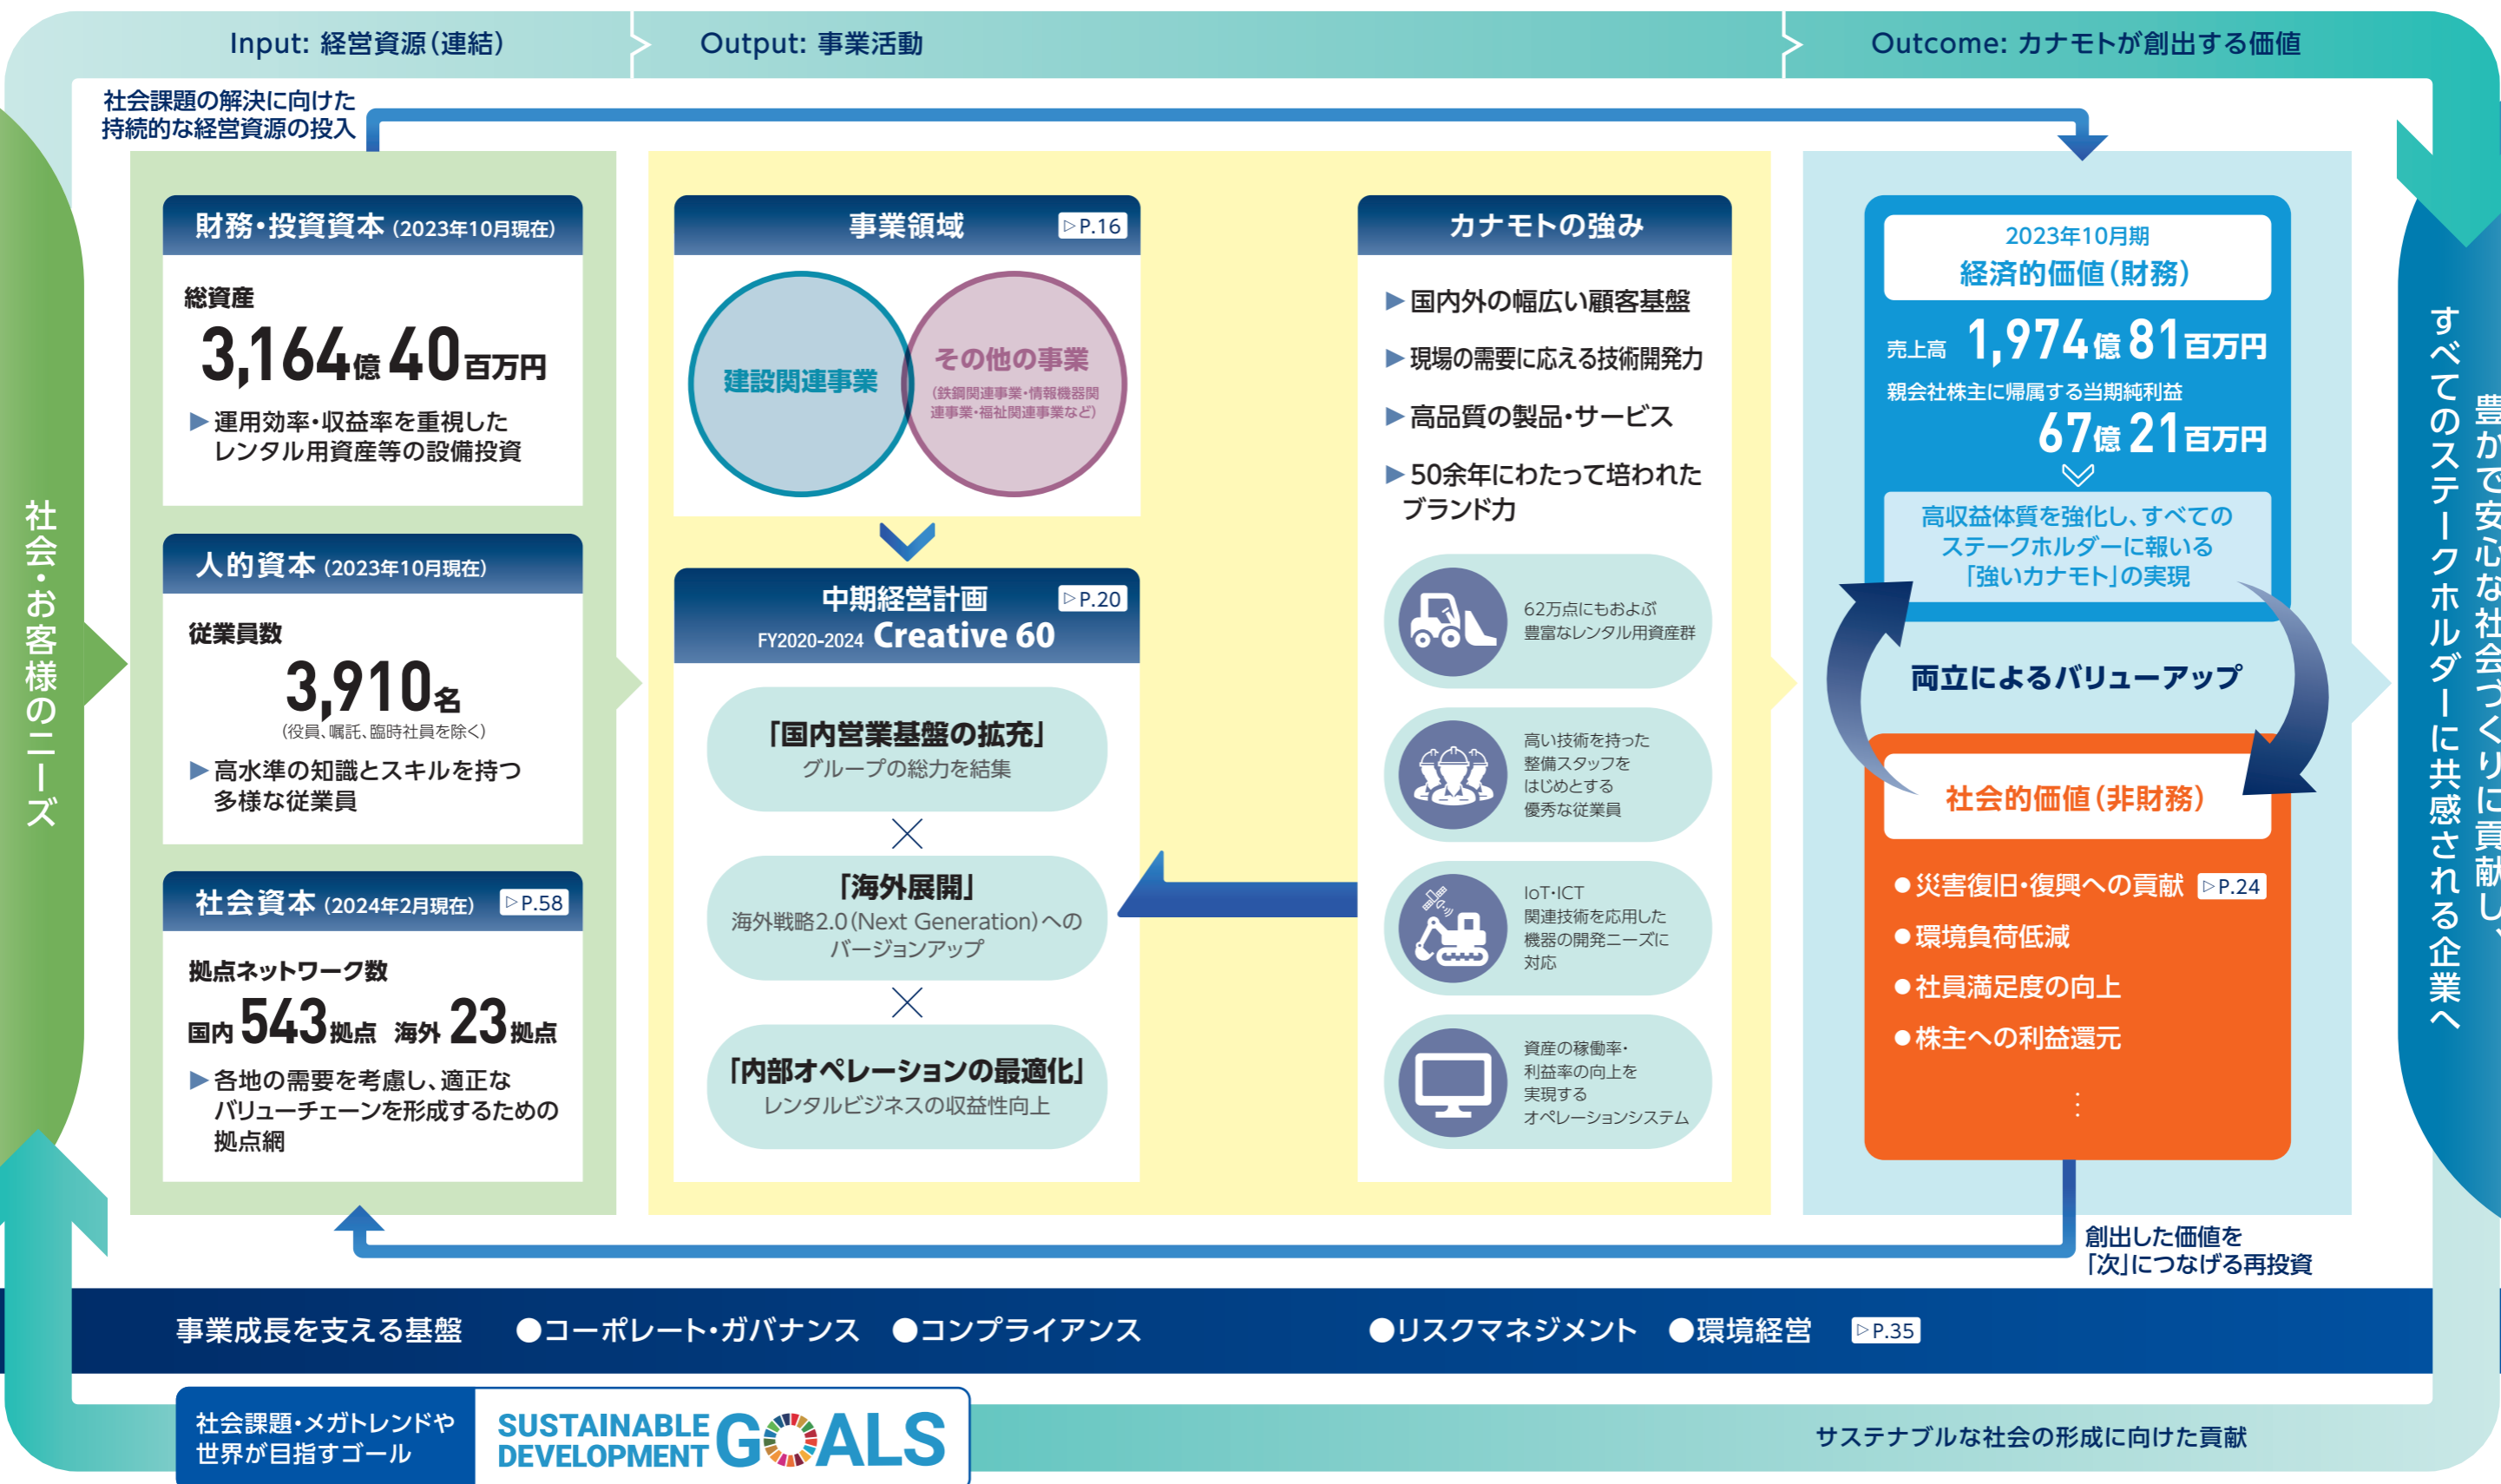 Input: 経営資源（連結）
Output: 事業活動
Outcome: カナモトが創出する価値
社会課題の解決に向けた
持続的な経営資源の投入
社会・お客様のニーズ
財務・投資資本（2023年10月現在）
総資産
3,164億40百万円
▶運用効率・収益率を重視した
レンタル用資産等の設備投資
人的資本（2023年10月現在）
従業員数
3,910名
（役員、嘱託、臨時社員を除く）
▶高水準の知識とスキルを持つ
多様な従業員
社会資本（2024年2月現在） ▷P.58
拠点ネットワーク数
国内543拠点 海外23拠点
▶各地の需要を考慮し、適正な
バリューチェーンを形成するための
拠点網
事業領域 ▷P.16
建設関連事業
その他の事業
（鉄鋼関連事業・情報機器関
連事業・福祉関連事業など）
中期経営計画 ▷P.20
FY2020-2024 Creative 60
「国内営業基盤の拡充」
グループの総力を結集
×
「海外展開」
海外戦略2.0（Next Generation）への
バージョンアップ
×
「内部オペレーションの最適化」
レンタルビジネスの収益性向上
カナモトの強み
▶国内外の幅広い顧客基盤
▶現場の需要に応える技術開発力
▶高品質の製品・サービス
▶50余年にわたって培われた
ブランド力
62万点にもおよぶ
豊富なレンタル用資産群
高い技術を持った
整備スタッフを
はじめとする
優秀な従業員
IoT・ICT
関連技術を応用した
機器の開発ニーズに
対応
資産の稼働率・
利益率の向上を
実現する
オペレーションシステム
2023年10月期
経済的価値（財務）
売上高 1,974億81百万円
親会社株主に帰属する当期純利益
67億21百万円
高収益体質を強化し、すべての
ステークホルダーに報いる
「強いカナモト」の実現
両立によるバリューアップ
社会的価値（非財務）
●災害復旧・復興への貢献 ▷P.24
●環境負荷低減
●社員満足度の向上
●株主への利益還元
⋮
豊かで安心な社会づくりに貢献し、
すべてのステークホルダーに共感される企業へ
創出した価値を
「次」につなげる再投資
事業成長を支える基盤 ●コーポレート・ガバナンス ●コンプライアンス ●リスクマネジメント ●環境経営 ▷P.35
社会課題・メガトレンドや
世界が目指すゴール
SUSTAINABLE
DEVELOPMENT GOALS
サステナブルな社会の形成に向けた貢献